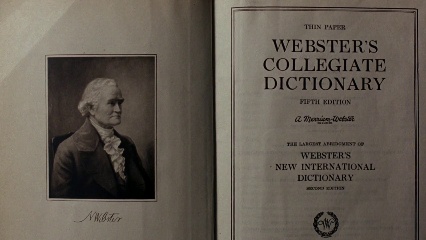 N Webster
THIN PAPER
WEBSTER'S
COLLEGIATE
DICTIONARY
FIFTH EDITION
A Merriam-Webster
THE LARGEST ABRIDGMENT OF
WEBSTER'S
NEW INTERNATIONAL
DICTIONARY
SECOND EDITION